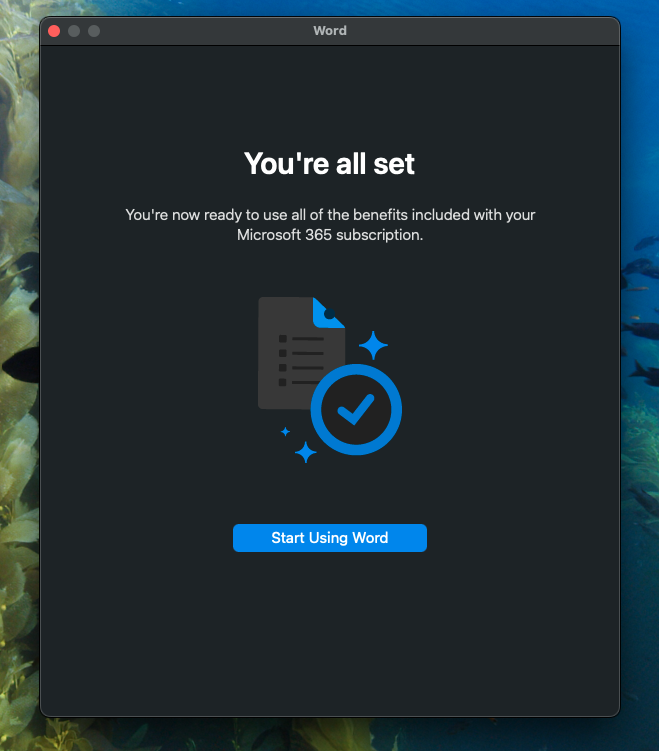 Word
You're all set
You're now ready to use all of the benefits included with your
Microsoft 365 subscription.
Start Using Word